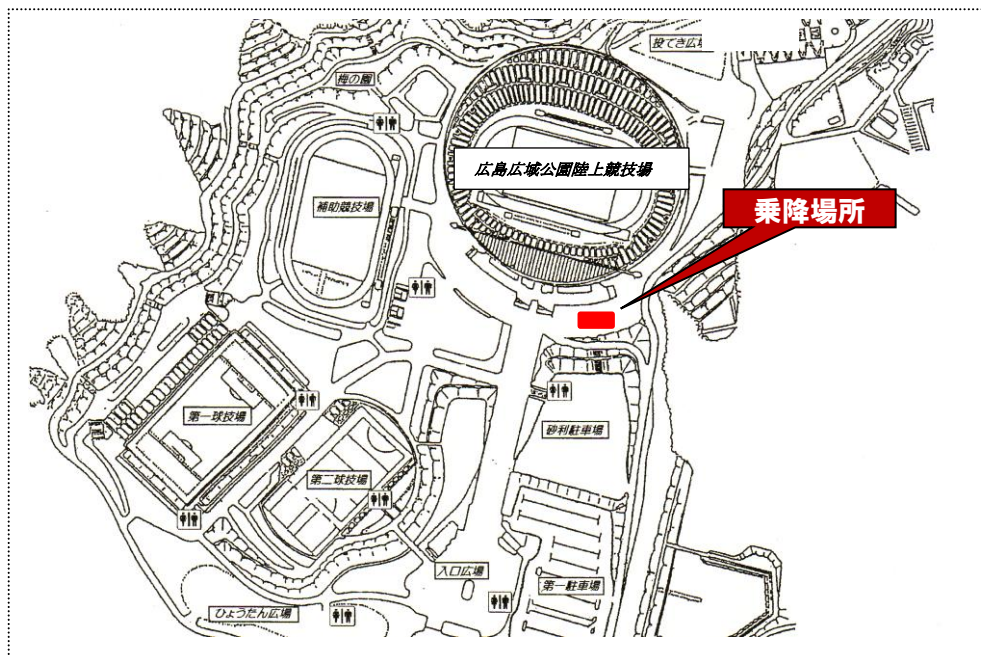 投てき広場
梅の園
広島広域公園陸上競技場
補助競技場
乗降場所
第一球技場
砂利駐車場
第二球技場
入口広場
第一駐車場
ひょうたん広場